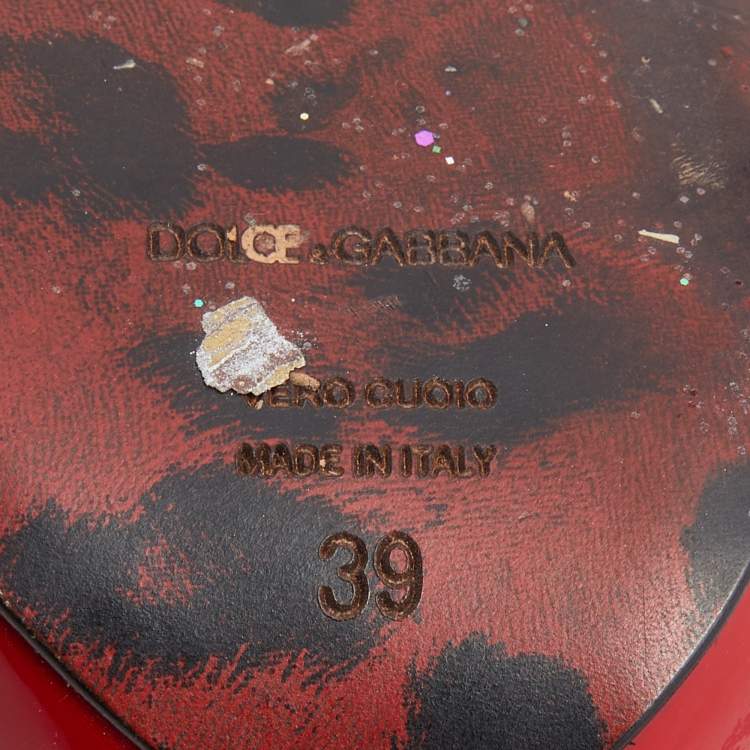 DOLCE & GABBANA
VERO CUOIO
MADE IN ITALY
39